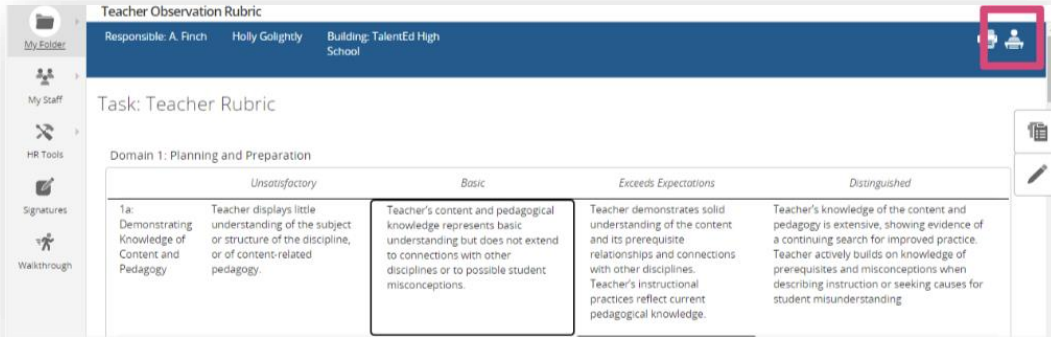 Teacher Observation Rubric
Responsible: A. Finch
Holly Golightly
Building: TalentEd High
School
My Folder
My Staff
HR Tools
Signatures
Walkthrough
Task: Teacher Rubric
Domain 1: Planning and Preparation
Unsatisfactory
Basic
Exceeds Expectations
Distinguished
1a:
Demonstrating
Knowledge of
Content and
Pedagogy
Teacher displays little
understanding of the subject
or structure of the discipline,
or of content-related
pedagogy.
Teacher's content and pedagogical
knowledge represents basic
understanding but does not extend
to connections with other
disciplines or to possible student
misconceptions.
Teacher demonstrates solid
understanding of the content
and its prerequisite
relationships and connections
with other disciplines.
Teacher's instructional
practices reflect current
pedagogical knowledge.
Teacher's knowledge of the content and
pedagogy is extensive, showing evidence of
a continuing search for improved practice.
Teacher actively builds on knowledge of
prerequisites and misconceptions when
describing instruction or seeking causes for
student misunderstanding